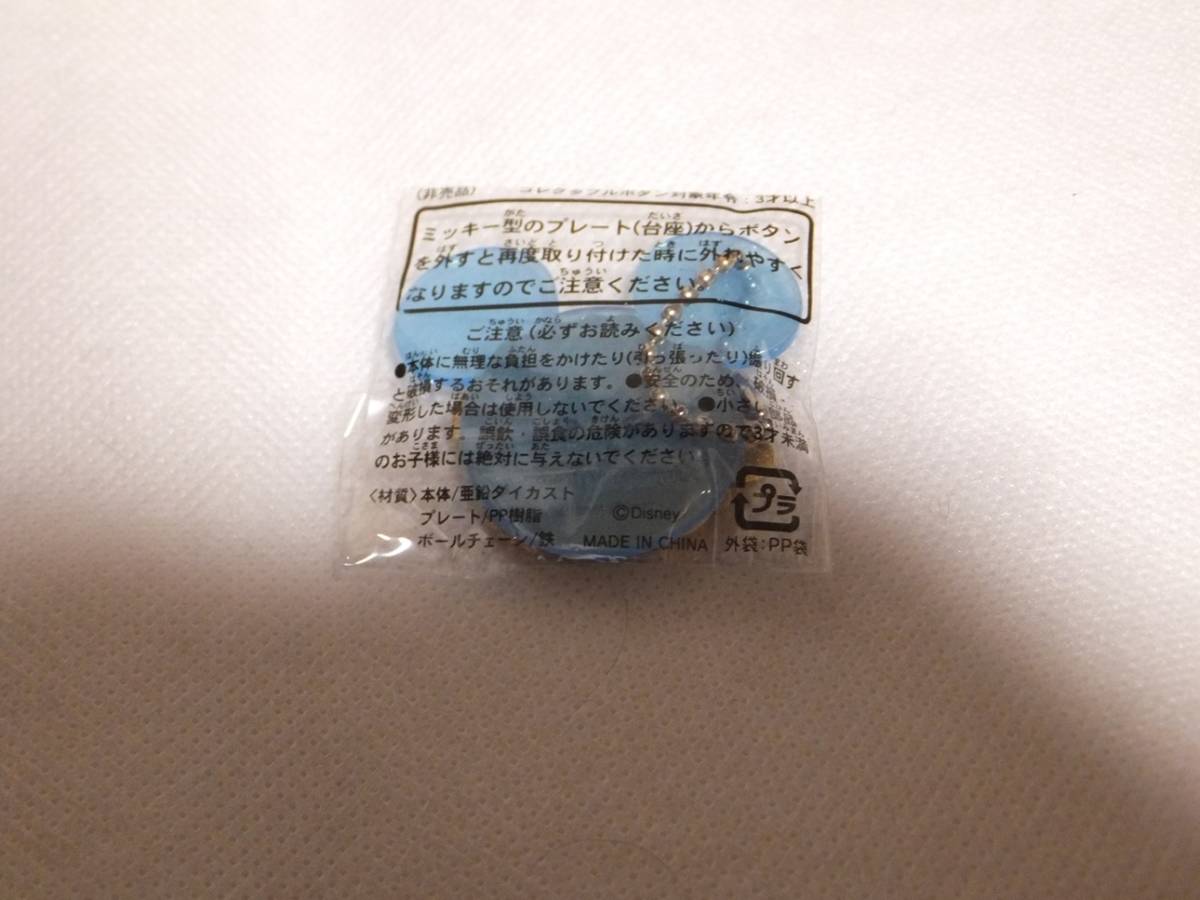 (非売品) コレクタブルボタン対象年令:3才以上
ミッキー型のプレート(台座)からボタン
を外すと再度取り付けた時に外れやすく
なりますのでご注意ください。
ご注意(必ずお読みください)
●本体に無理な負担をかけたり(引っ張ったり)振り回す
と破損するおそれがあります。●安全のため、破損・
変形した場合は使用しないでください。●小さい部品
があります。誤飲・誤食の危険がありますので3才未満
のお子様には絶対に与えないでください。
〈材質〉本体/亜鉛ダイカスト
プレート/PP樹脂
ボールチェーン/鉄
©Disney
MADE IN CHINA
プラ
外袋:PP袋